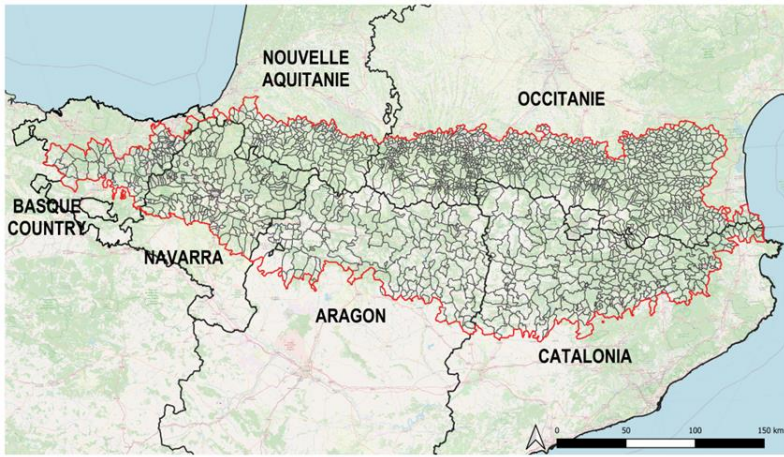 NOUVELLE
AQUITANIE
OCCITANIE
BASQUE
COUNTRY
NAVARRA
ARAGON
CATALONIA
0 50 100 150 km